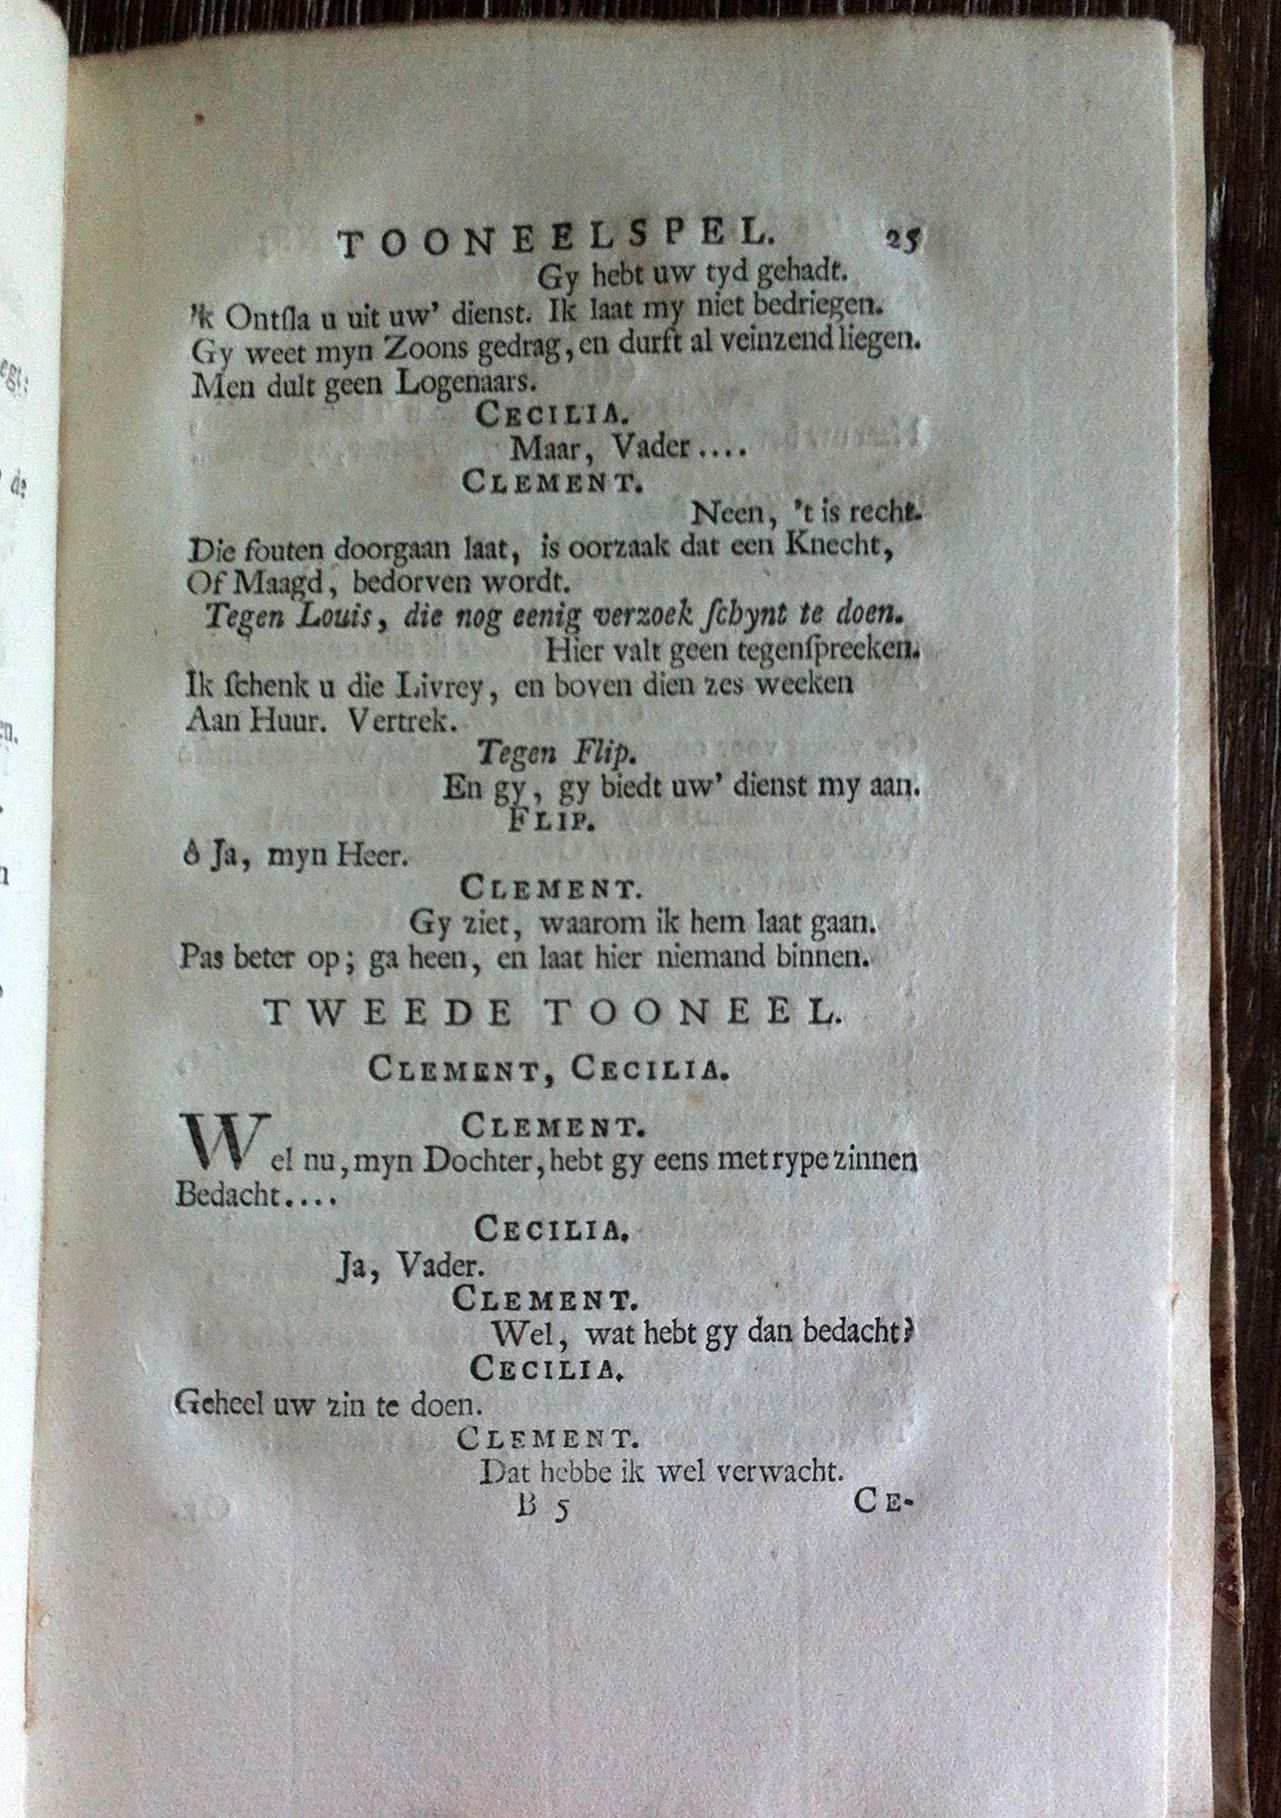 TOONEELSPEL. 25
Gy hebt uw tyd gehadt.
'k Ontſla u uit uw' dienst. Ik laat my niet bedriegen.
Gy weet myn Zoons gedrag, en durft al veinzend liegen.
Men dult geen Logenaars.
CECILIA.
Maar, Vader....
CLEMENT.
Neen, 't is recht.
Die fouten doorgaan laat, is oorzaak dat een Knecht,
Of Maagd, bedorven wordt.
Tegen Louis, die nog eenig verzoek ſchynt te doen.
Hier valt geen tegenſpreeken.
Ik ſchenk u die Livrey, en boven dien zes weeken
Aan Huur. Vertrek.
Tegen Flip.
En gy, gy biedt uw' dienst my aan.
FLIP.
ô Ja, myn Heer.
CLEMENT.
Gy ziet, waarom ik hem laat gaan.
Pas beter op; ga heen, en laat hier niemand binnen.
TWEEDE TOONEEL.
CLEMENT, CECILIA.
CLEMENT.
Wel nu, myn Dochter, hebt gy eens met rype zinnen
Bedacht....
CECILIA.
Ja, Vader.
CLEMENT.
Wel, wat hebt gy dan bedacht?
CECILIA.
Geheel uw zin te doen.
CLEMENT.
Dat hebbe ik wel verwacht.
B 5 CE-